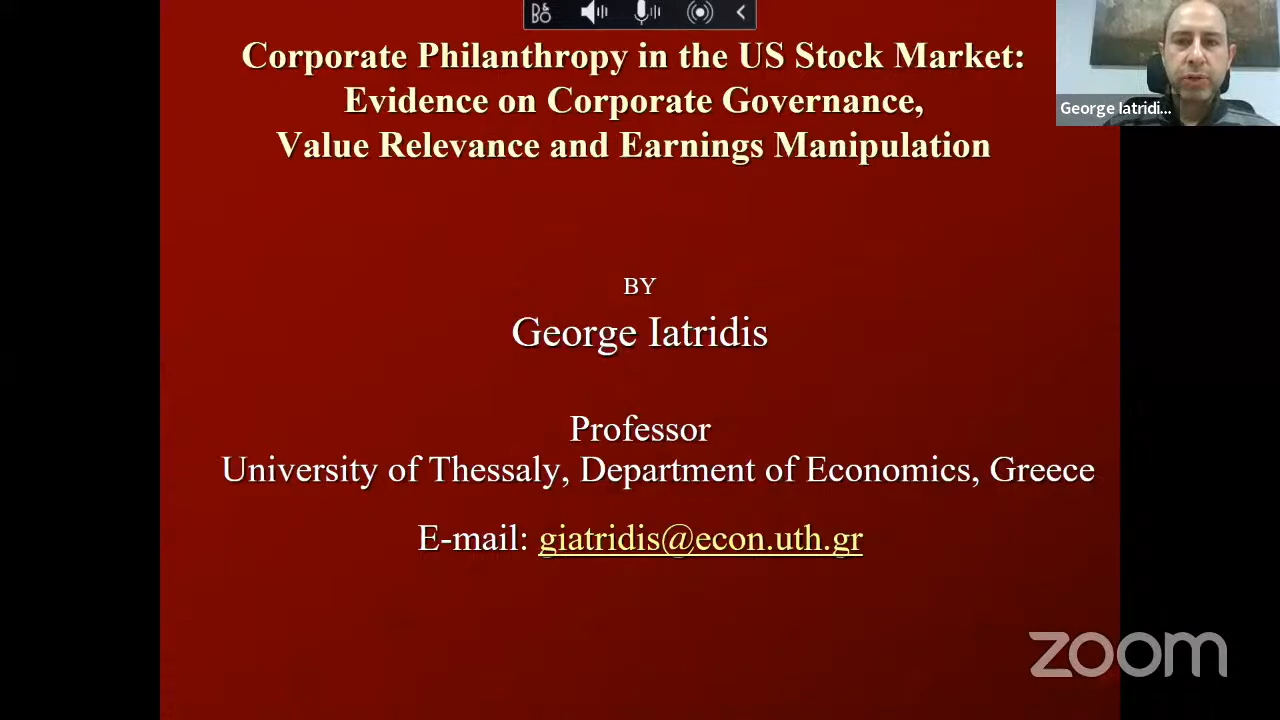 Corporate Philanthropy in the US Stock Market:
Evidence on Corporate Governance,
Value Relevance and Earnings Manipulation
George Iatridi...
BY
George Iatridis
Professor
University of Thessaly, Department of Economics, Greece
E-mail: giatridis@econ.uth.gr
zoom